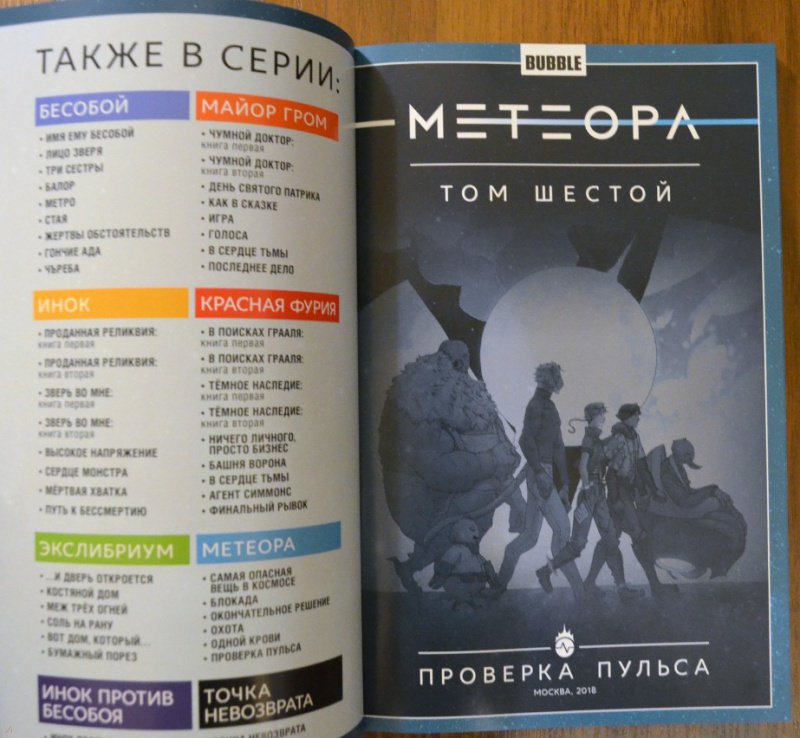 ТАКЖЕ В СЕРИИ:
БЕСОБОЙ
• ИМЯ ЕМУ БЕСОБОЙ
• ЛИЦО ЗВЕРЯ
• ТРИ СЕСТРЫ
• БАЛОР
• МЕТРО
• СТАЯ
• ЖЕРТВЫ ОБСТОЯТЕЛЬСТВ
• ГОНЧИЕ АДА
• ЧЪРЕБА
МАЙОР ГРОМ
• ЧУМНОЙ ДОКТОР:
книга первая
• ЧУМНОЙ ДОКТОР:
книга вторая
• ДЕНЬ СВЯТОГО ПАТРИКА
• КАК В СКАЗКЕ
• ИГРА
• ГОЛОСА
• В СЕРДЦЕ ТЬМЫ
• ПОСЛЕДНЕЕ ДЕЛО
ИНОК
• ПРОДАННАЯ РЕЛИКВИЯ:
книга первая
• ПРОДАННАЯ РЕЛИКВИЯ:
книга вторая
• ЗВЕРЬ ВО МНЕ:
книга первая
• ЗВЕРЬ ВО МНЕ:
книга вторая
• ВЫСОКОЕ НАПРЯЖЕНИЕ
• СЕРДЦЕ МОНСТРА
• МЁРТВАЯ ХВАТКА
• ПУТЬ К БЕССМЕРТИЮ
КРАСНАЯ ФУРИЯ
• В ПОИСКАХ ГРААЛЯ:
книга первая
• В ПОИСКАХ ГРААЛЯ:
книга вторая
• ТЁМНОЕ НАСЛЕДИЕ:
книга первая
• ТЁМНОЕ НАСЛЕДИЕ:
книга вторая
• НИЧЕГО ЛИЧНОГО,
ПРОСТО БИЗНЕС
• БАШНЯ ВОРОНА
• В СЕРДЦЕ ТЬМЫ
• АГЕНТ СИММОНС
• ФИНАЛЬНЫЙ РЫВОК
ЭКСЛИБРИУМ
• ...И ДВЕРЬ ОТКРОЕТСЯ
• КОСТЯНОЙ ДОМ
• МЕЖ ТРЁХ ОГНЕЙ
• СОЛЬ НА РАНУ
• ВОТ ДОМ, КОТОРЫЙ...
• БУМАЖНЫЙ ПОРЕЗ
МЕТЕОРА
• САМАЯ ОПАСНАЯ
ВЕЩЬ В КОСМОСЕ
• БЛОКАДА
• ОКОНЧАТЕЛЬНОЕ РЕШЕНИЕ
• ОХОТА
• ОДНОЙ КРОВИ
• ПРОВЕРКА ПУЛЬСА
ИНОК ПРОТИВ
БЕСОБОЯ
ТОЧКА
НЕВОЗВРАТА
BUBBLE
МЕТЕОРА
ТОМ ШЕСТОЙ
ПРОВЕРКА ПУЛЬСА
МОСКВА, 2018